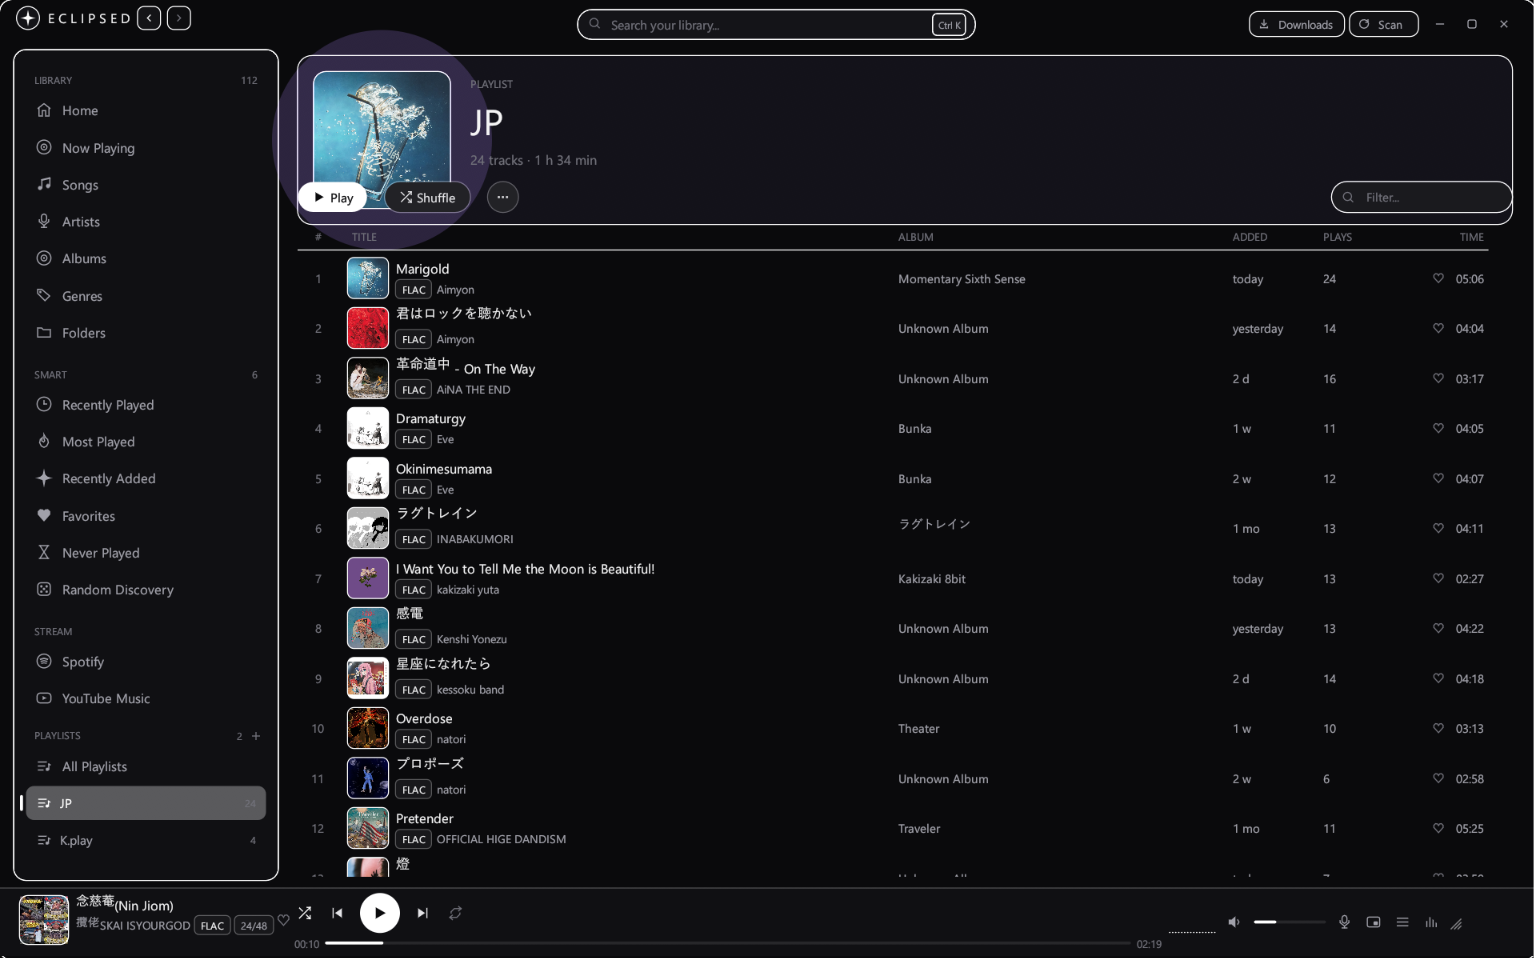 ECLIPSED
Search your library...
Ctrl K
Downloads
Scan
LIBRARY 112
Home
Now Playing
Songs
Artists
Albums
Genres
Folders
SMART 6
Recently Played
Most Played
Recently Added
Favorites
Never Played
Random Discovery
STREAM
Spotify
YouTube Music
PLAYLISTS 2 +
All Playlists
JP 24
K.play 4
PLAYLIST
JP
24 tracks · 1 h 34 min
Play
Shuffle
Filter...
# TITLE ALBUM ADDED PLAYS TIME
1 Marigold Momentary Sixth Sense today 24 05:06
FLAC Aimyon
2 君はロックを聴かない Unknown Album yesterday 14 04:04
FLAC Aimyon
3 革命道中 - On The Way Unknown Album 2 d 16 03:17
FLAC AiNA THE END
4 Dramaturgy Bunka 1 w 11 04:05
FLAC Eve
5 Okinimesumama Bunka 2 w 12 04:07
FLAC Eve
6 ラグトレイン ラグトレイン 1 mo 13 04:11
FLAC INABAKUMORI
7 I Want You to Tell Me the Moon is Beautiful! Kakizaki 8bit today 13 02:27
FLAC kakizaki yuta
8 感電 Unknown Album yesterday 13 04:22
FLAC Kenshi Yonezu
9 星座になれたら Unknown Album 2 d 14 04:18
FLAC kessoku band
10 Overdose Theater 1 w 10 03:13
FLAC natori
11 プロポーズ Unknown Album 2 w 6 02:58
FLAC natori
12 Pretender Traveler 1 mo 11 05:25
FLAC OFFICIAL HIGE DANDISM
燈
念慈菴(Nin Jiom)
攬佬SKAI ISYOURGOD FLAC 24/48
00:10 02:19